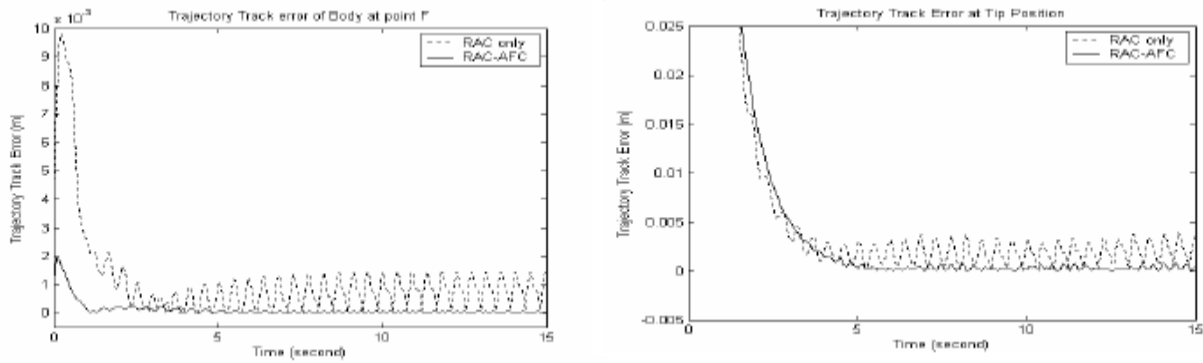 x 10⁻³
Trajectory Track error of Body at point F
RAC only
RAC-AFC
10
9
8
7
6
5
4
3
2
1
0
Trajectory Track Error (m)
0
5
10
15
Time (second)
Trajectory Track Error at Tip Position
RAC only
RAC-AFC
0.025
0.02
0.015
0.01
0.005
0
-0.005
Trajectory Track Error (m)
0
5
10
15
Time (second)